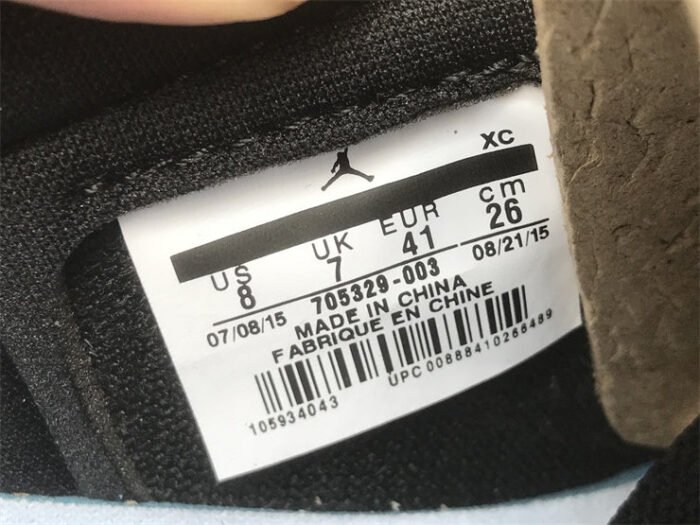 XC
US UK EUR cm
8 7 41 26
07/08/15 705329-003 08/21/15
MADE IN CHINA
FABRIQUE EN CHINE
105934043 UPC 00888410266489